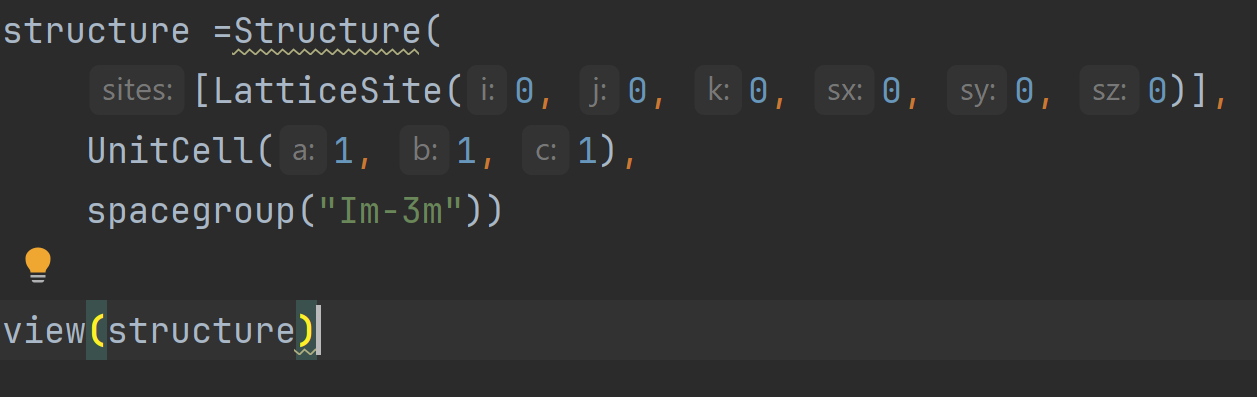 structure =Structure(
sites: [LatticeSite( i: 0, j: 0, k: 0, sx: 0, sy: 0, sz: 0)],
UnitCell( a: 1, b: 1, c: 1),
spacegroup("Im-3m"))
view(structure)